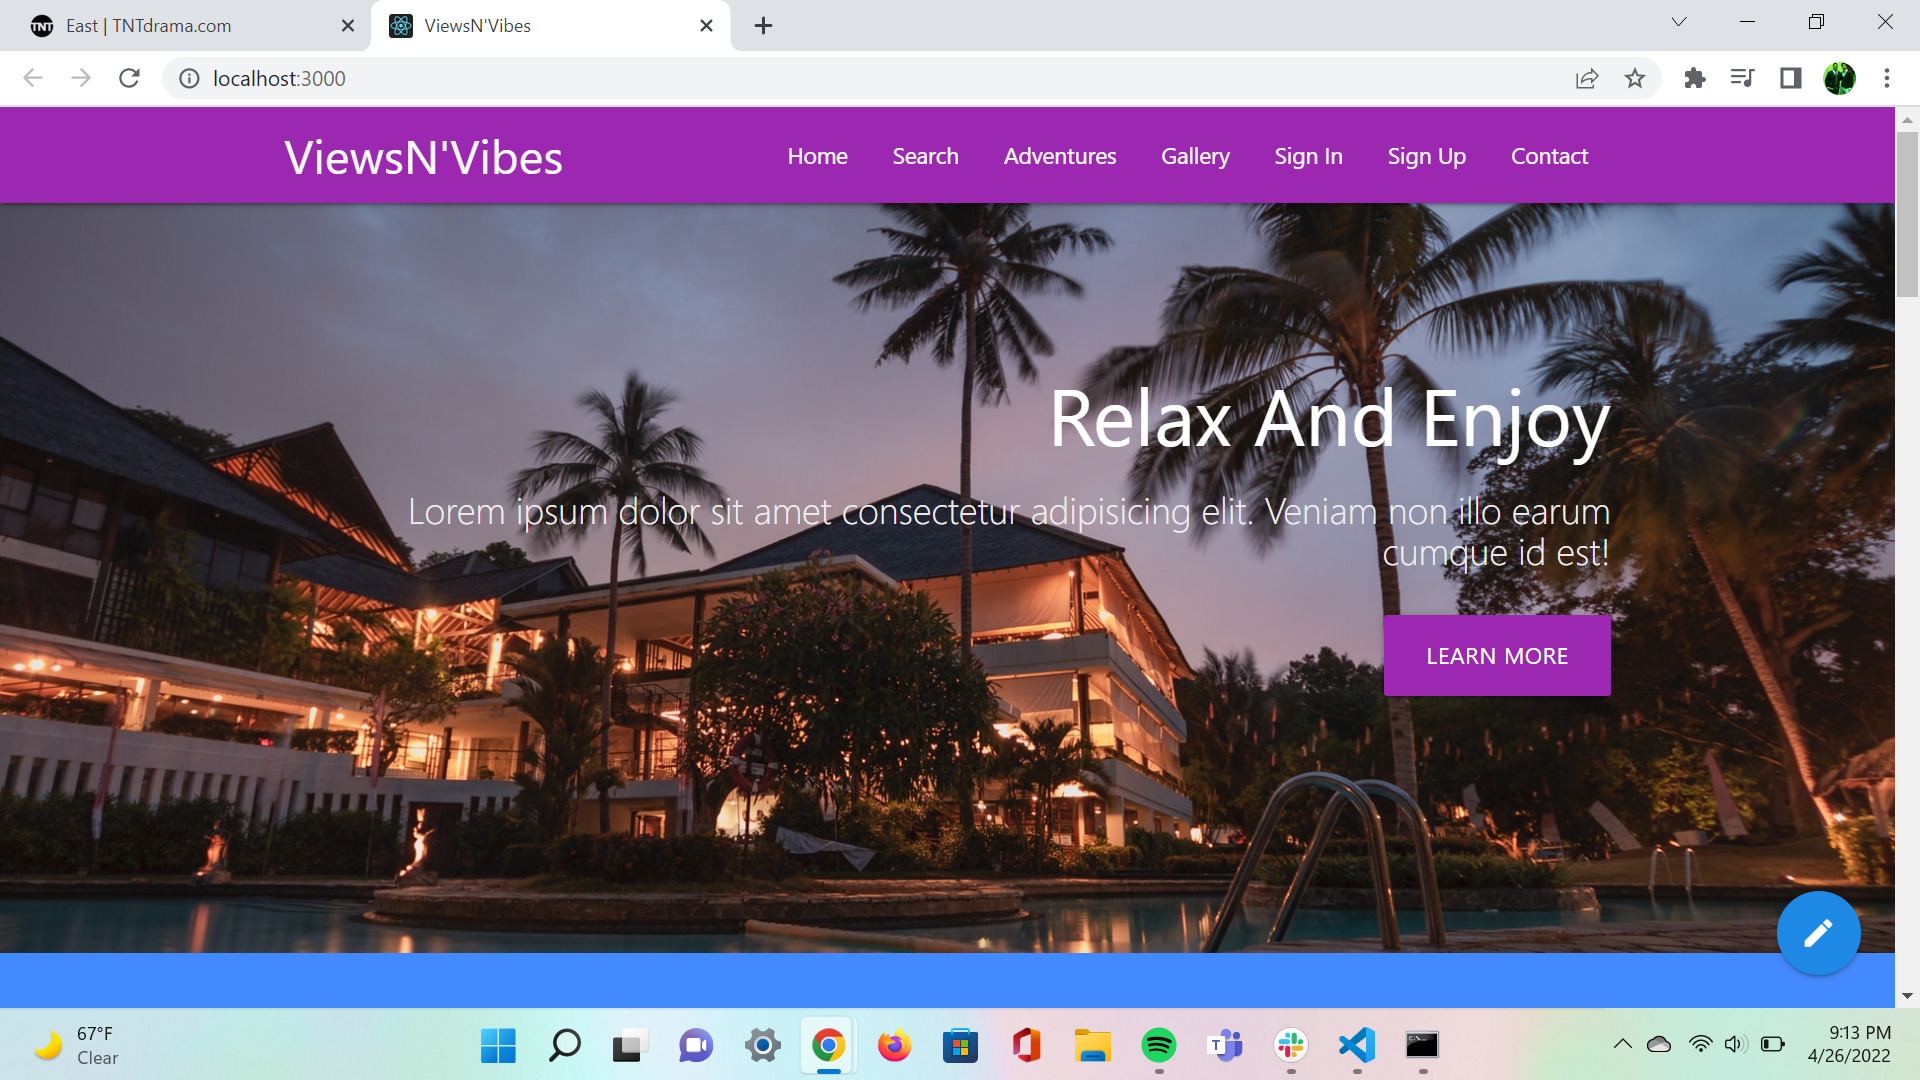 TNT East | TNTdrama.com
ViewsN'Vibes
localhost:3000
ViewsN'Vibes
Home Search Adventures Gallery Sign In Sign Up Contact
Relax And Enjoy
Lorem ipsum dolor sit amet consectetur adipisicing elit. Veniam non illo earum
cumque id est!
LEARN MORE
67°F
Clear
9:13 PM
4/26/2022